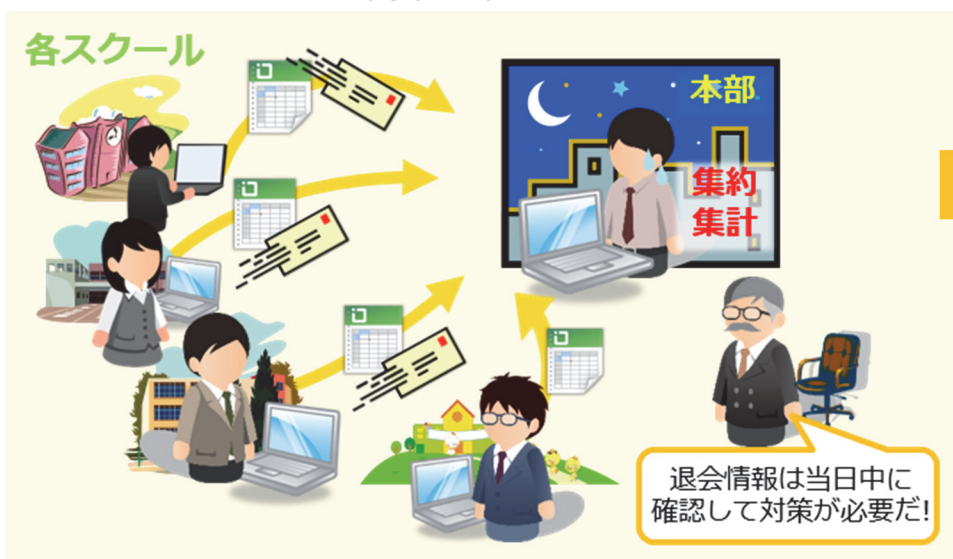 各スクール
本部
集約
集計
退会情報は当日中に
確認して対策が必要だ!